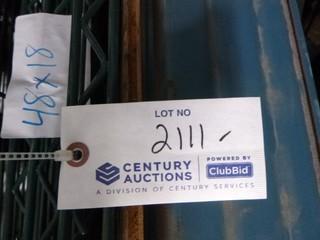 48x18
LOT NO
2111-
CENTURY
AUCTIONS
POWERED BY
ClubBid
A DIVISION OF CENTURY SERVICES